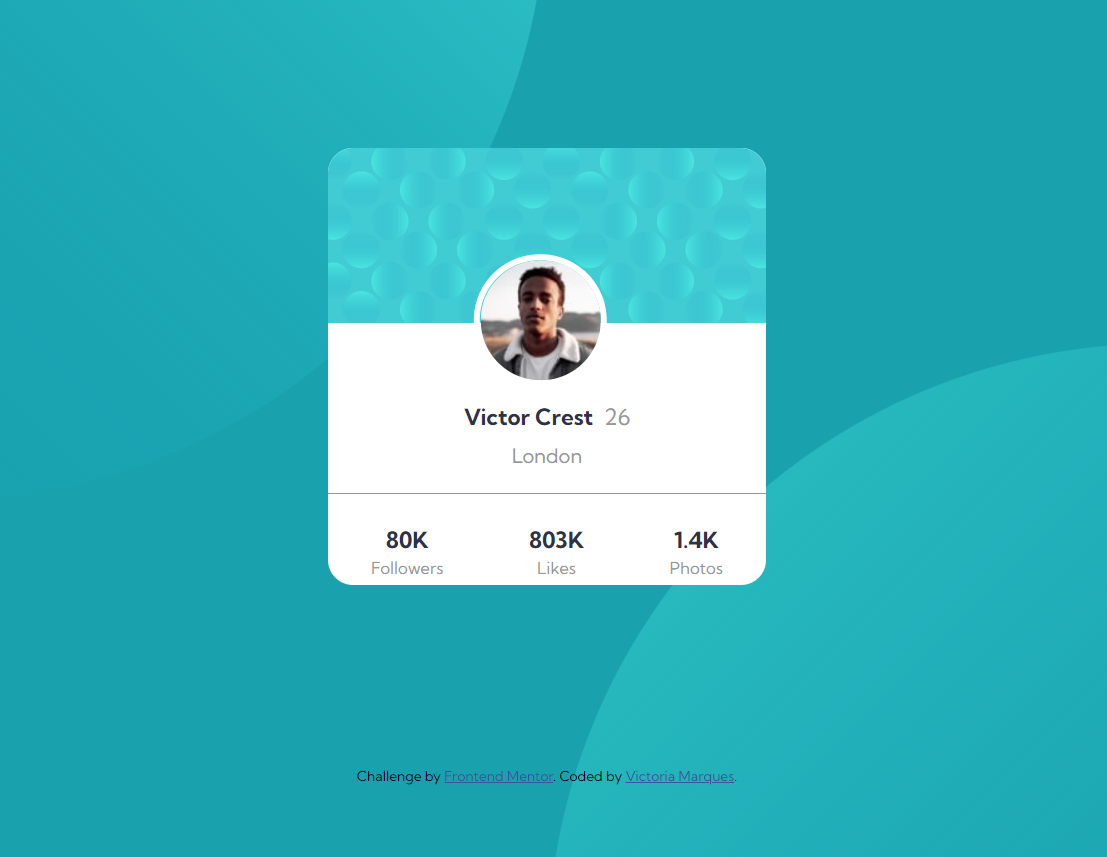 Victor Crest 26
London
80K 803K 1.4K
Followers Likes Photos
Challenge by Frontend Mentor. Coded by Victoria Marques.